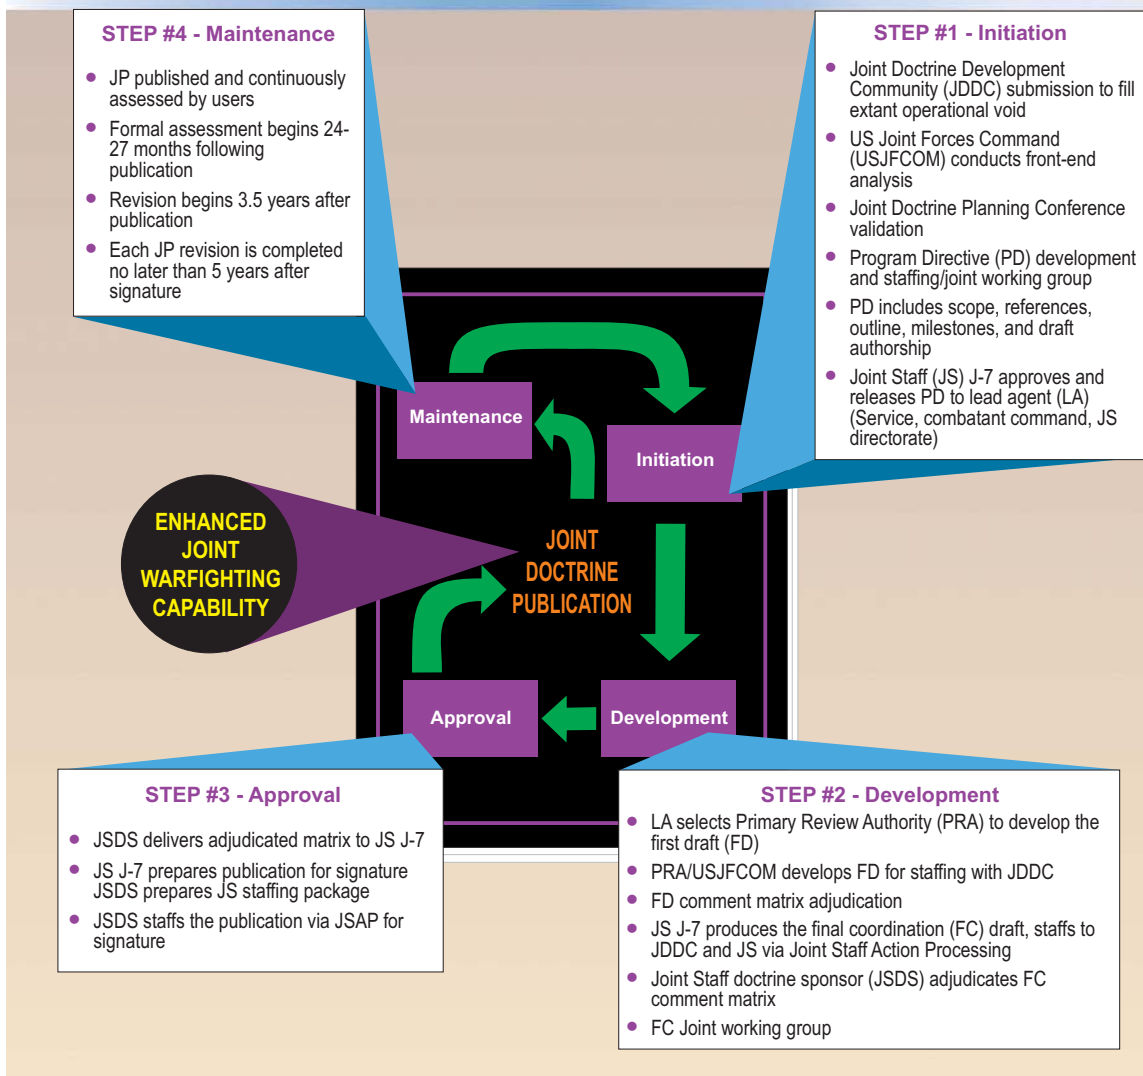 STEP #4 - Maintenance
• JP published and continuously
assessed by users
• Formal assessment begins 24-
27 months following
publication
• Revision begins 3.5 years after
publication
• Each JP revision is completed
no later than 5 years after
signature
STEP #1 - Initiation
• Joint Doctrine Development
Community (JDDC) submission to fill
extant operational void
• US Joint Forces Command
(USJFCOM) conducts front-end
analysis
• Joint Doctrine Planning Conference
validation
• Program Directive (PD) development
and staffing/joint working group
• PD includes scope, references,
outline, milestones, and draft
authorship
• Joint Staff (JS) J-7 approves and
releases PD to lead agent (LA)
(Service, combatant command, JS
directorate)
Maintenance
Initiation
ENHANCED
JOINT
WARFIGHTING
CAPABILITY
JOINT
DOCTRINE
PUBLICATION
Approval
Development
STEP #3 - Approval
• JSDS delivers adjudicated matrix to JS J-7
• JS J-7 prepares publication for signature
JSDS prepares JS staffing package
• JSDS staffs the publication via JSAP for
signature
STEP #2 - Development
• LA selects Primary Review Authority (PRA) to develop the
first draft (FD)
• PRA/USJFCOM develops FD for staffing with JDDC
• FD comment matrix adjudication
• JS J-7 produces the final coordination (FC) draft, staffs to
JDDC and JS via Joint Staff Action Processing
• Joint Staff doctrine sponsor (JSDS) adjudicates FC
comment matrix
• FC Joint working group